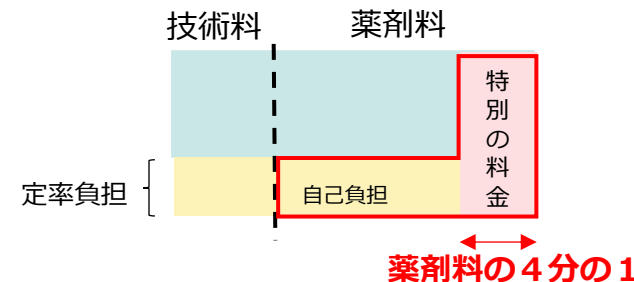 技術料
薬剤料
特別の料金
定率負担
自己負担
薬剤料の４分の１